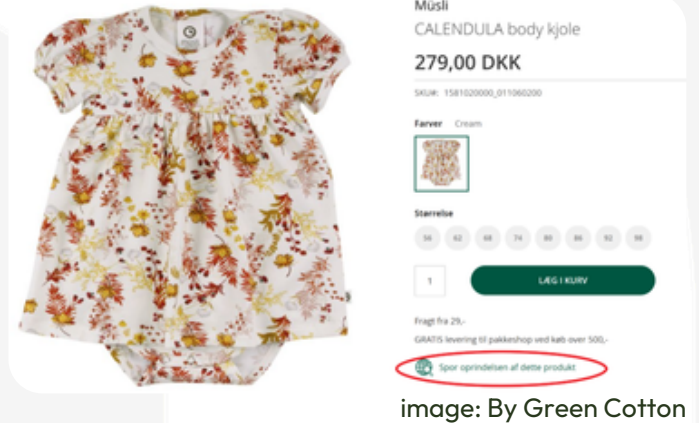 Müsli
CALENDULA body kjole
279,00 DKK
SKU#: 1581020000_011060200
Farver Cream
Størrelse
56 62 68 74 80 86 92 98
1 LÆG I KURV
Fragt fra 29,-
GRATIS levering til pakkeshop ved køb over 500,-
Spor oprindelsen af dette produkt
image: By Green Cotton